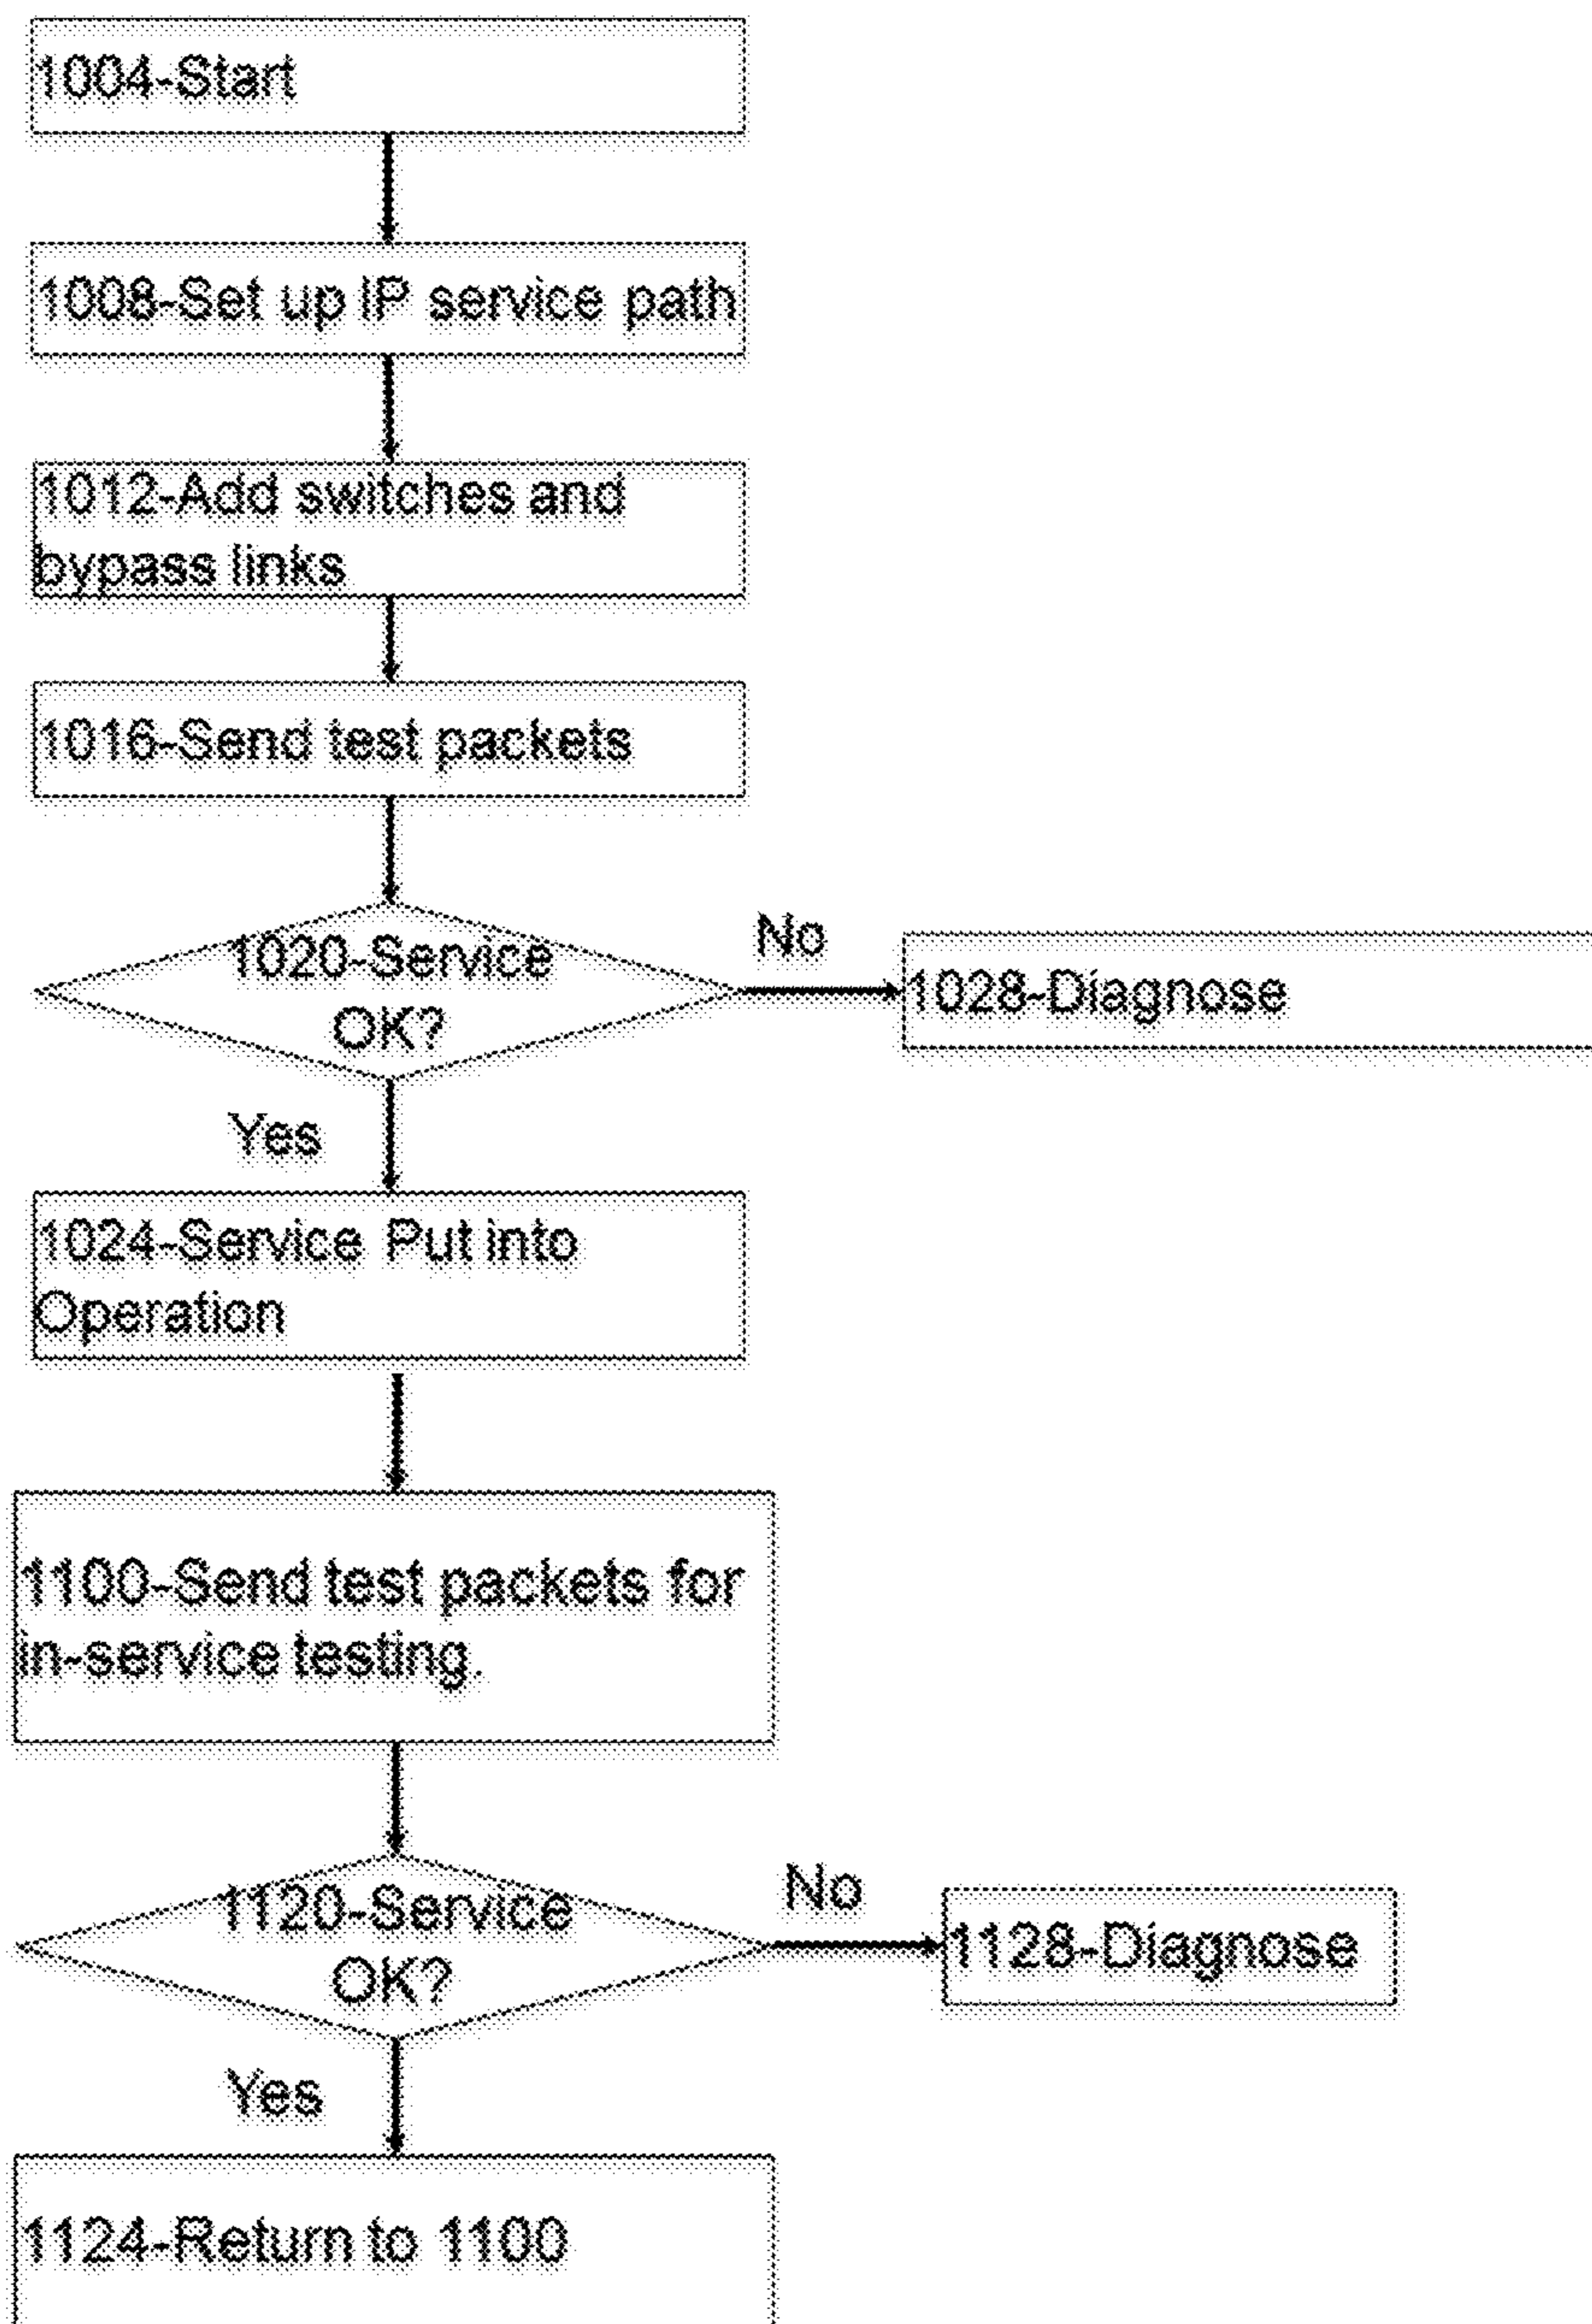 1004-Start
1008-Set up IP service path
1012-Add switches and
bypass links
1016-Send test packets
1020-Service
OK?
No
1028-Diagnose
Yes
1024-Service Put into
Operation
1100-Send test packets for
in-service testing.
1120-Service
OK?
No
1128-Diagnose
Yes
1124-Return to 1100